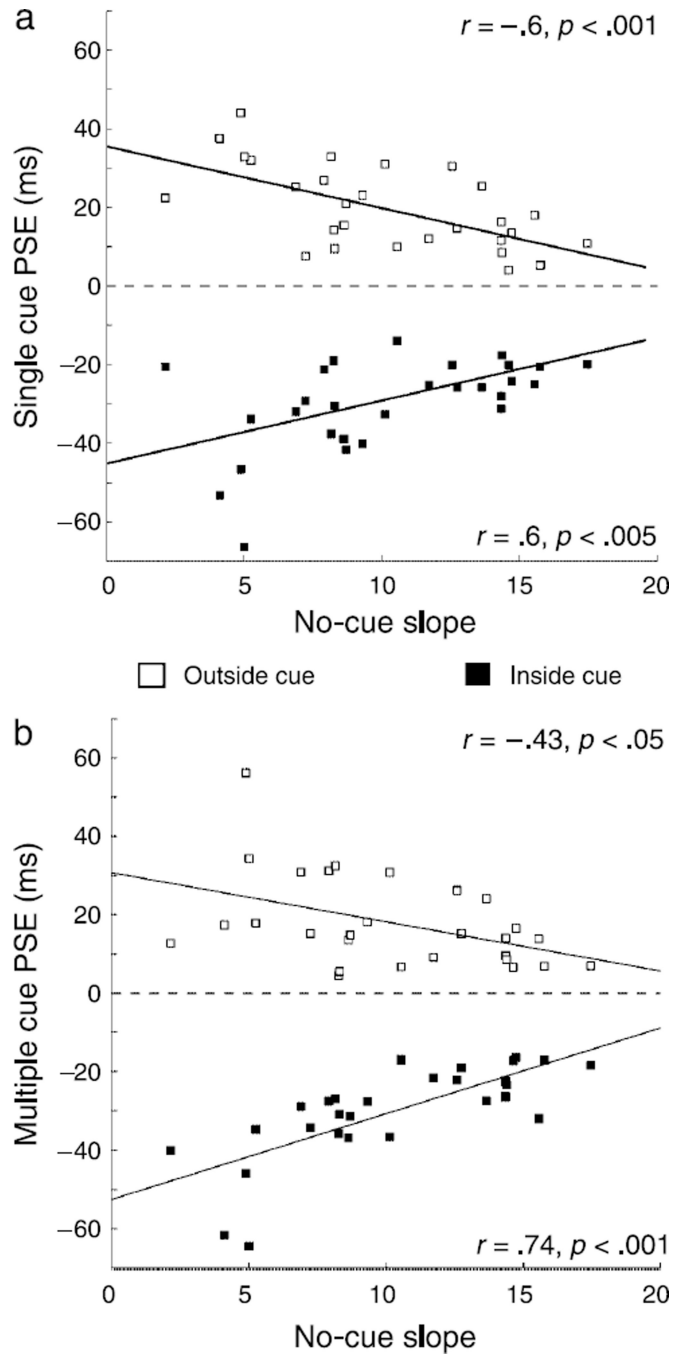 a
r = −.6, p < .001
60
40
20
0
−20
−40
−60
Single cue PSE (ms)
r = .6, p < .005
0 5 10 15 20
No-cue slope
Outside cue Inside cue
b
r = −.43, p < .05
60
40
20
0
−20
−40
−60
Multiple cue PSE (ms)
r = .74, p < .001
0 5 10 15 20
No-cue slope